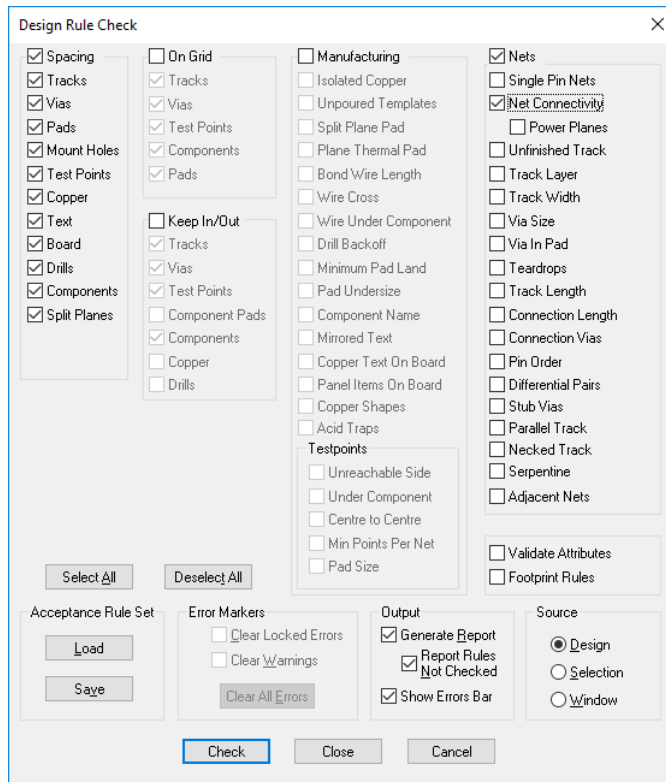 Design Rule Check
Spacing
Tracks
Vias
Pads
Mount Holes
Test Points
Copper
Text
Board
Drills
Components
Split Planes
On Grid
Tracks
Vias
Test Points
Components
Pads
Keep In/Out
Tracks
Vias
Test Points
Component Pads
Components
Copper
Drills
Manufacturing
Isolated Copper
Unpoured Templates
Split Plane Pad
Plane Thermal Pad
Bond Wire Length
Wire Cross
Wire Under Component
Drill Backoff
Minimum Pad Land
Pad Undersize
Component Name
Mirrored Text
Copper Text On Board
Panel Items On Board
Copper Shapes
Acid Traps
Testpoints
Unreachable Side
Under Component
Centre to Centre
Min Points Per Net
Pad Size
Nets
Single Pin Nets
Net Connectivity
Power Planes
Unfinished Track
Track Layer
Track Width
Via Size
Via In Pad
Teardrops
Track Length
Connection Length
Connection Vias
Pin Order
Differential Pairs
Stub Vias
Parallel Track
Necked Track
Serpentine
Adjacent Nets
Validate Attributes
Footprint Rules
Select All
Deselect All
Acceptance Rule Set
Load
Save
Error Markers
Clear Locked Errors
Clear Warnings
Clear All Errors
Output
Generate Report
Report Rules
Not Checked
Show Errors Bar
Source
Design
Selection
Window
Check
Close
Cancel